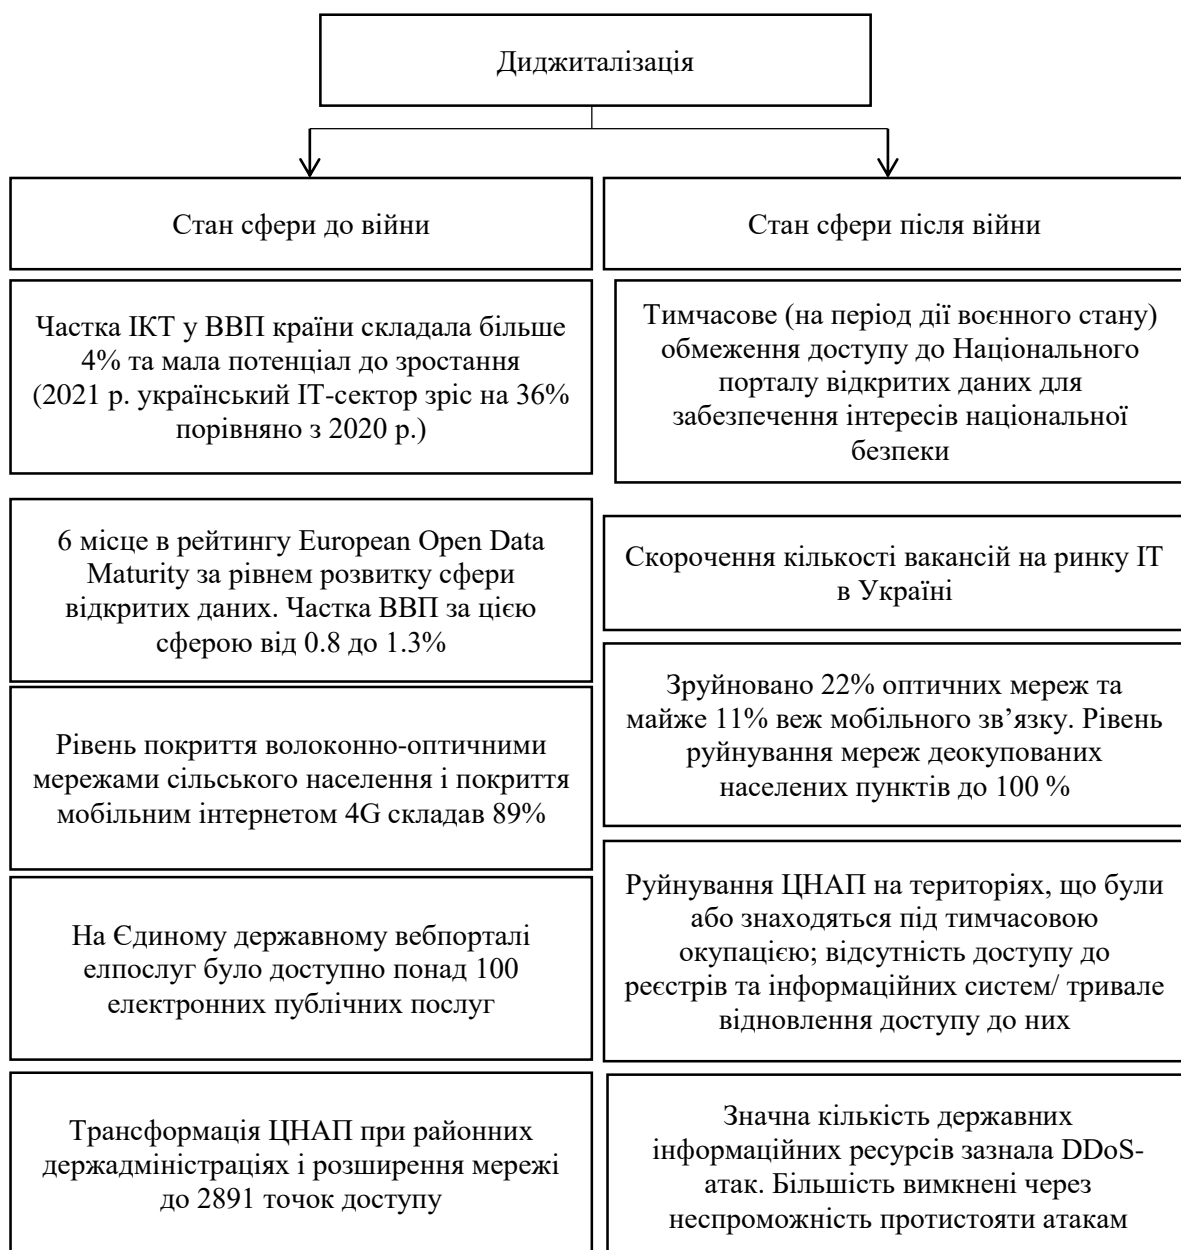 Диджиталізація
Стан сфери до війни
Частка ІКТ у ВВП країни складала більше
4% та мала потенціал до зростання
(2021 р. український ІТ-сектор зріс на 36%
порівняно з 2020 р.)
6 місце в рейтингу European Open Data
Maturity за рівнем розвитку сфери
відкритих даних. Частка ВВП за цією
сферою від 0.8 до 1.3%
Рівень покриття волоконно-оптичними
мережами сільського населення і покриття
мобільним інтернетом 4G складав 89%
На Єдиному державному вебпорталі
елпослуг було доступно понад 100
електронних публічних послуг
Трансформація ЦНАП при районних
держадміністраціях і розширення мережі
до 2891 точок доступу
Стан сфери після війни
Тимчасове (на період дії воєнного стану)
обмеження доступу до Національного
порталу відкритих даних для
забезпечення інтересів національної
безпеки
Скорочення кількості вакансій на ринку ІТ
в Україні
Зруйновано 22% оптичних мереж та
майже 11% веж мобільного зв’язку. Рівень
руйнування мереж деокупованих
населених пунктів до 100 %
Руйнування ЦНАП на територіях, що були
або знаходяться під тимчасовою
окупацією; відсутність доступу до
реєстрів та інформаційних систем/ тривале
відновлення доступу до них
Значна кількість державних
інформаційних ресурсів зазнала DDoS-
атак. Більшість вимкнені через
неспроможність протистояти атакам